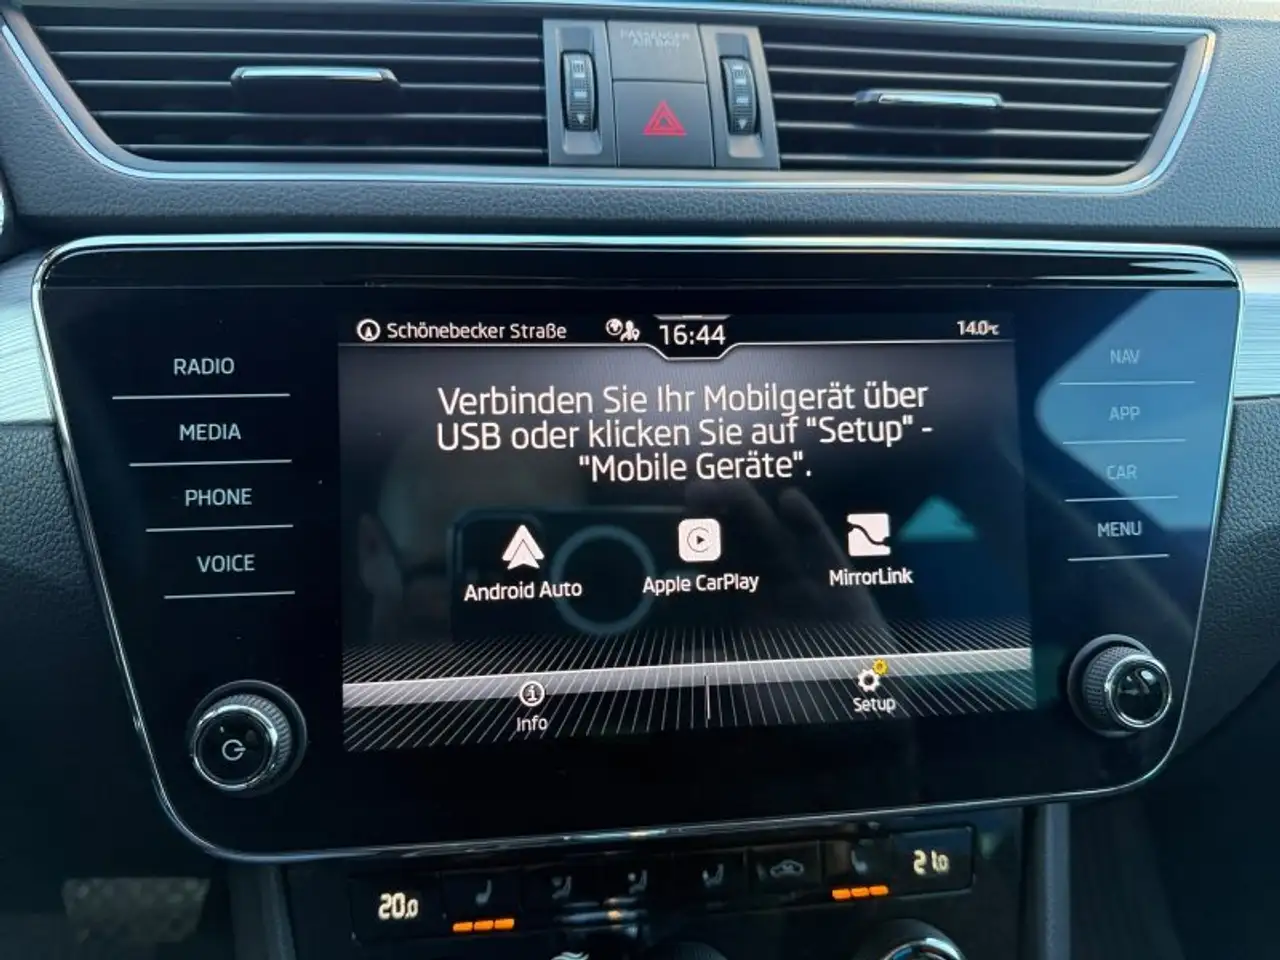 PASSENGER
AIR BAG
Schönebecker Straße
16:44
14.0°C
RADIO
MEDIA
PHONE
VOICE
Verbinden Sie Ihr Mobilgerät über
USB oder klicken Sie auf "Setup" -
"Mobile Geräte".
Android Auto
Apple CarPlay
MirrorLink
Info
Setup
NAV
APP
CAR
MENU
20.0
21.0